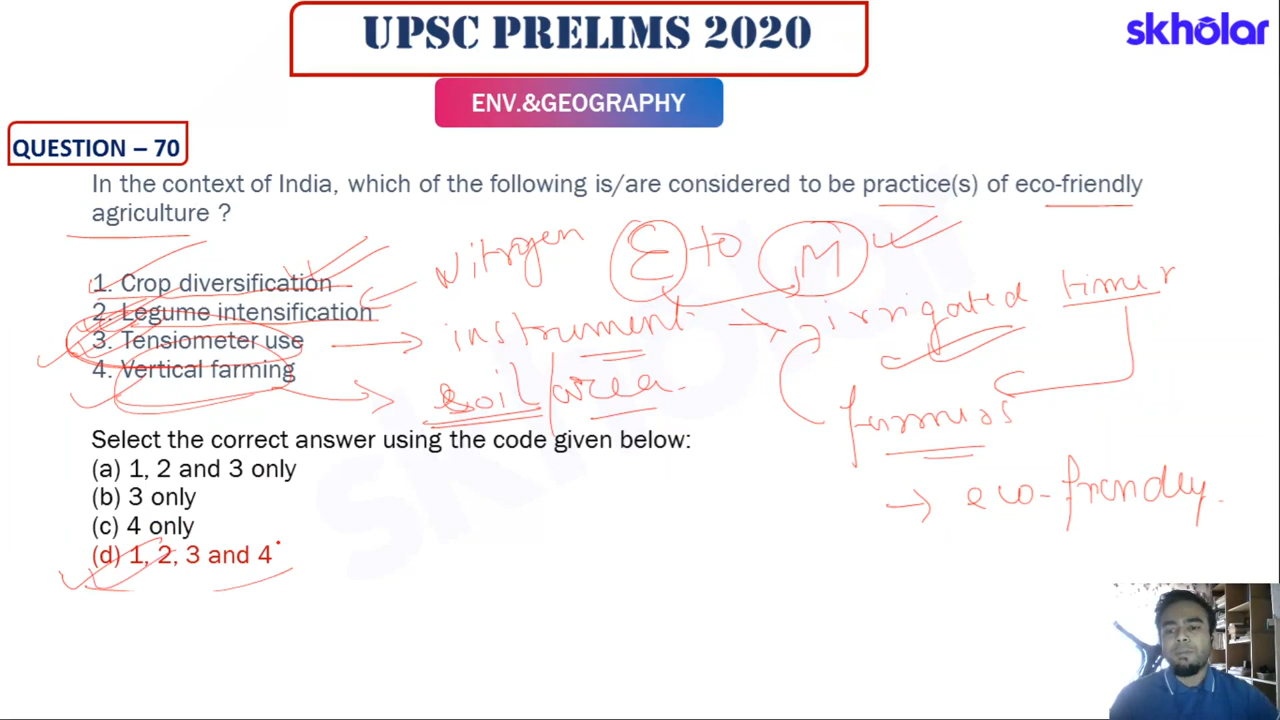 UPSC PRELIMS 2020
skholar
ENV.&GEOGRAPHY
QUESTION – 70
In the context of India, which of the following is/are considered to be practice(s) of eco-friendly
agriculture ?
Nitrogen E to M
1. Crop diversification
2. Legume intensification
3. Tensiometer use → instrument → irrigated timer
4. Vertical farming → soil/area.
farmers
→ eco-friendly.
Select the correct answer using the code given below:
(a) 1, 2 and 3 only
(b) 3 only
(c) 4 only
(d) 1, 2, 3 and 4